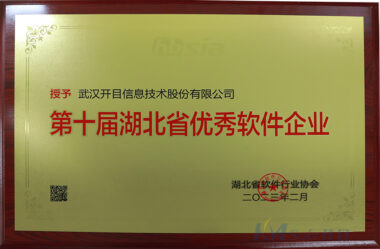 hbsia
授予 武汉开目信息技术股份有限公司
第十届湖北省优秀软件企业
湖北省软件行业协会
二〇二三年二月